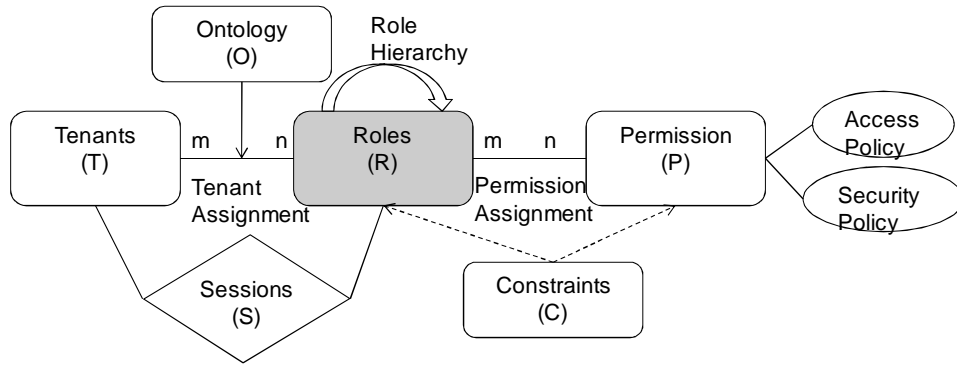 Ontology
(O)
Role
Hierarchy
Tenants
(T)
m
n
Roles
(R)
m
n
Permission
(P)
Access
Policy
Security
Policy
Tenant
Assignment
Permission
Assignment
Sessions
(S)
Constraints
(C)